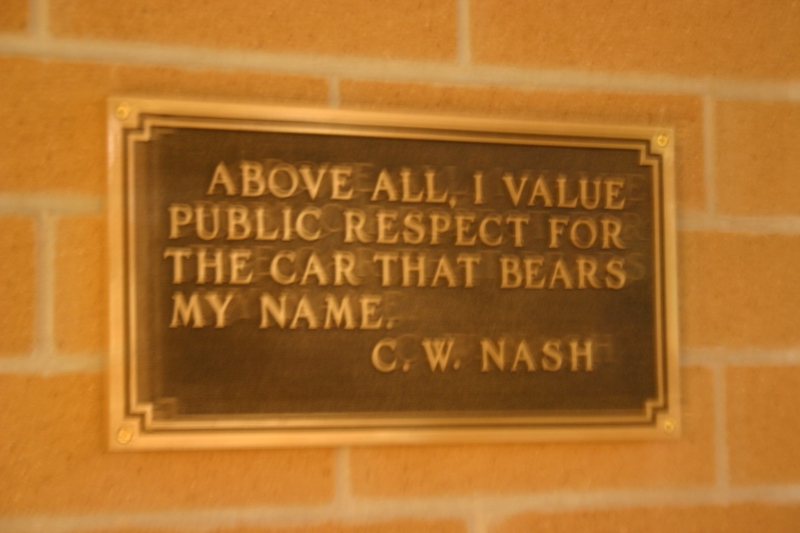 ABOVE ALL, I VALUE
PUBLIC RESPECT FOR
THE CAR THAT BEARS
MY NAME.
C. W. NASH